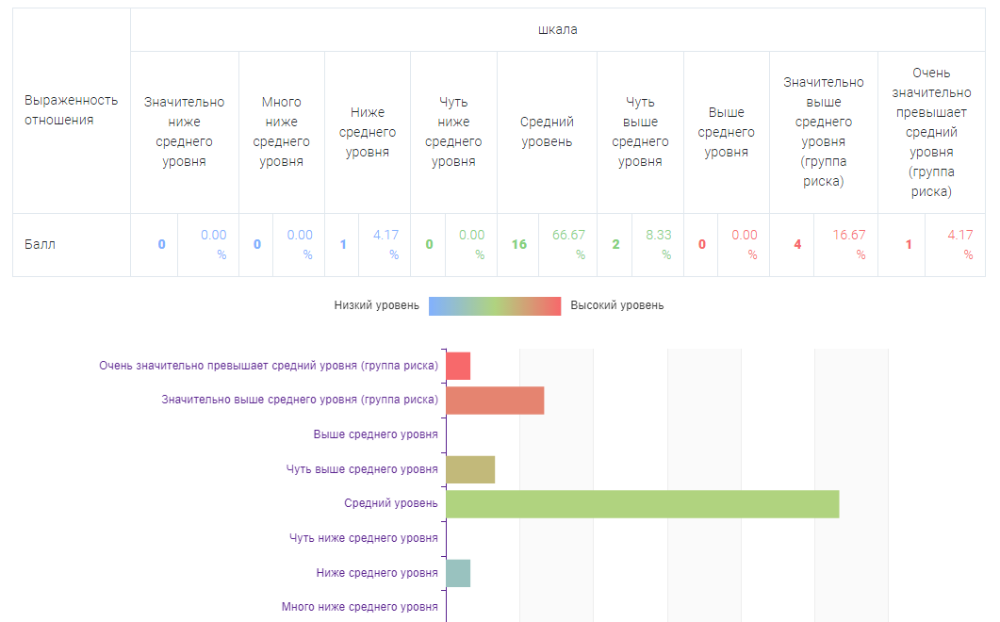 шкала
Выраженность
отношения
Значительно
ниже
среднего
уровня
Много
ниже
среднего
уровня
Ниже
среднего
уровня
Чуть
ниже
среднего
уровня
Средний
уровень
Чуть
выше
среднего
уровня
Выше
среднего
уровня
Значительно
выше
среднего
уровня
(группа
риска)
Очень
значительно
превышает
средний
уровня
(группа
риска)
Балл
0
0.00
%
0
0.00
%
1
4.17
%
0
0.00
%
16
66.67
%
2
8.33
%
0
0.00
%
4
16.67
%
1
4.17
%
Низкий уровень
Высокий уровень
Очень значительно превышает средний уровня (группа риска)
Значительно выше среднего уровня (группа риска)
Выше среднего уровня
Чуть выше среднего уровня
Средний уровень
Чуть ниже среднего уровня
Ниже среднего уровня
Много ниже среднего уровня